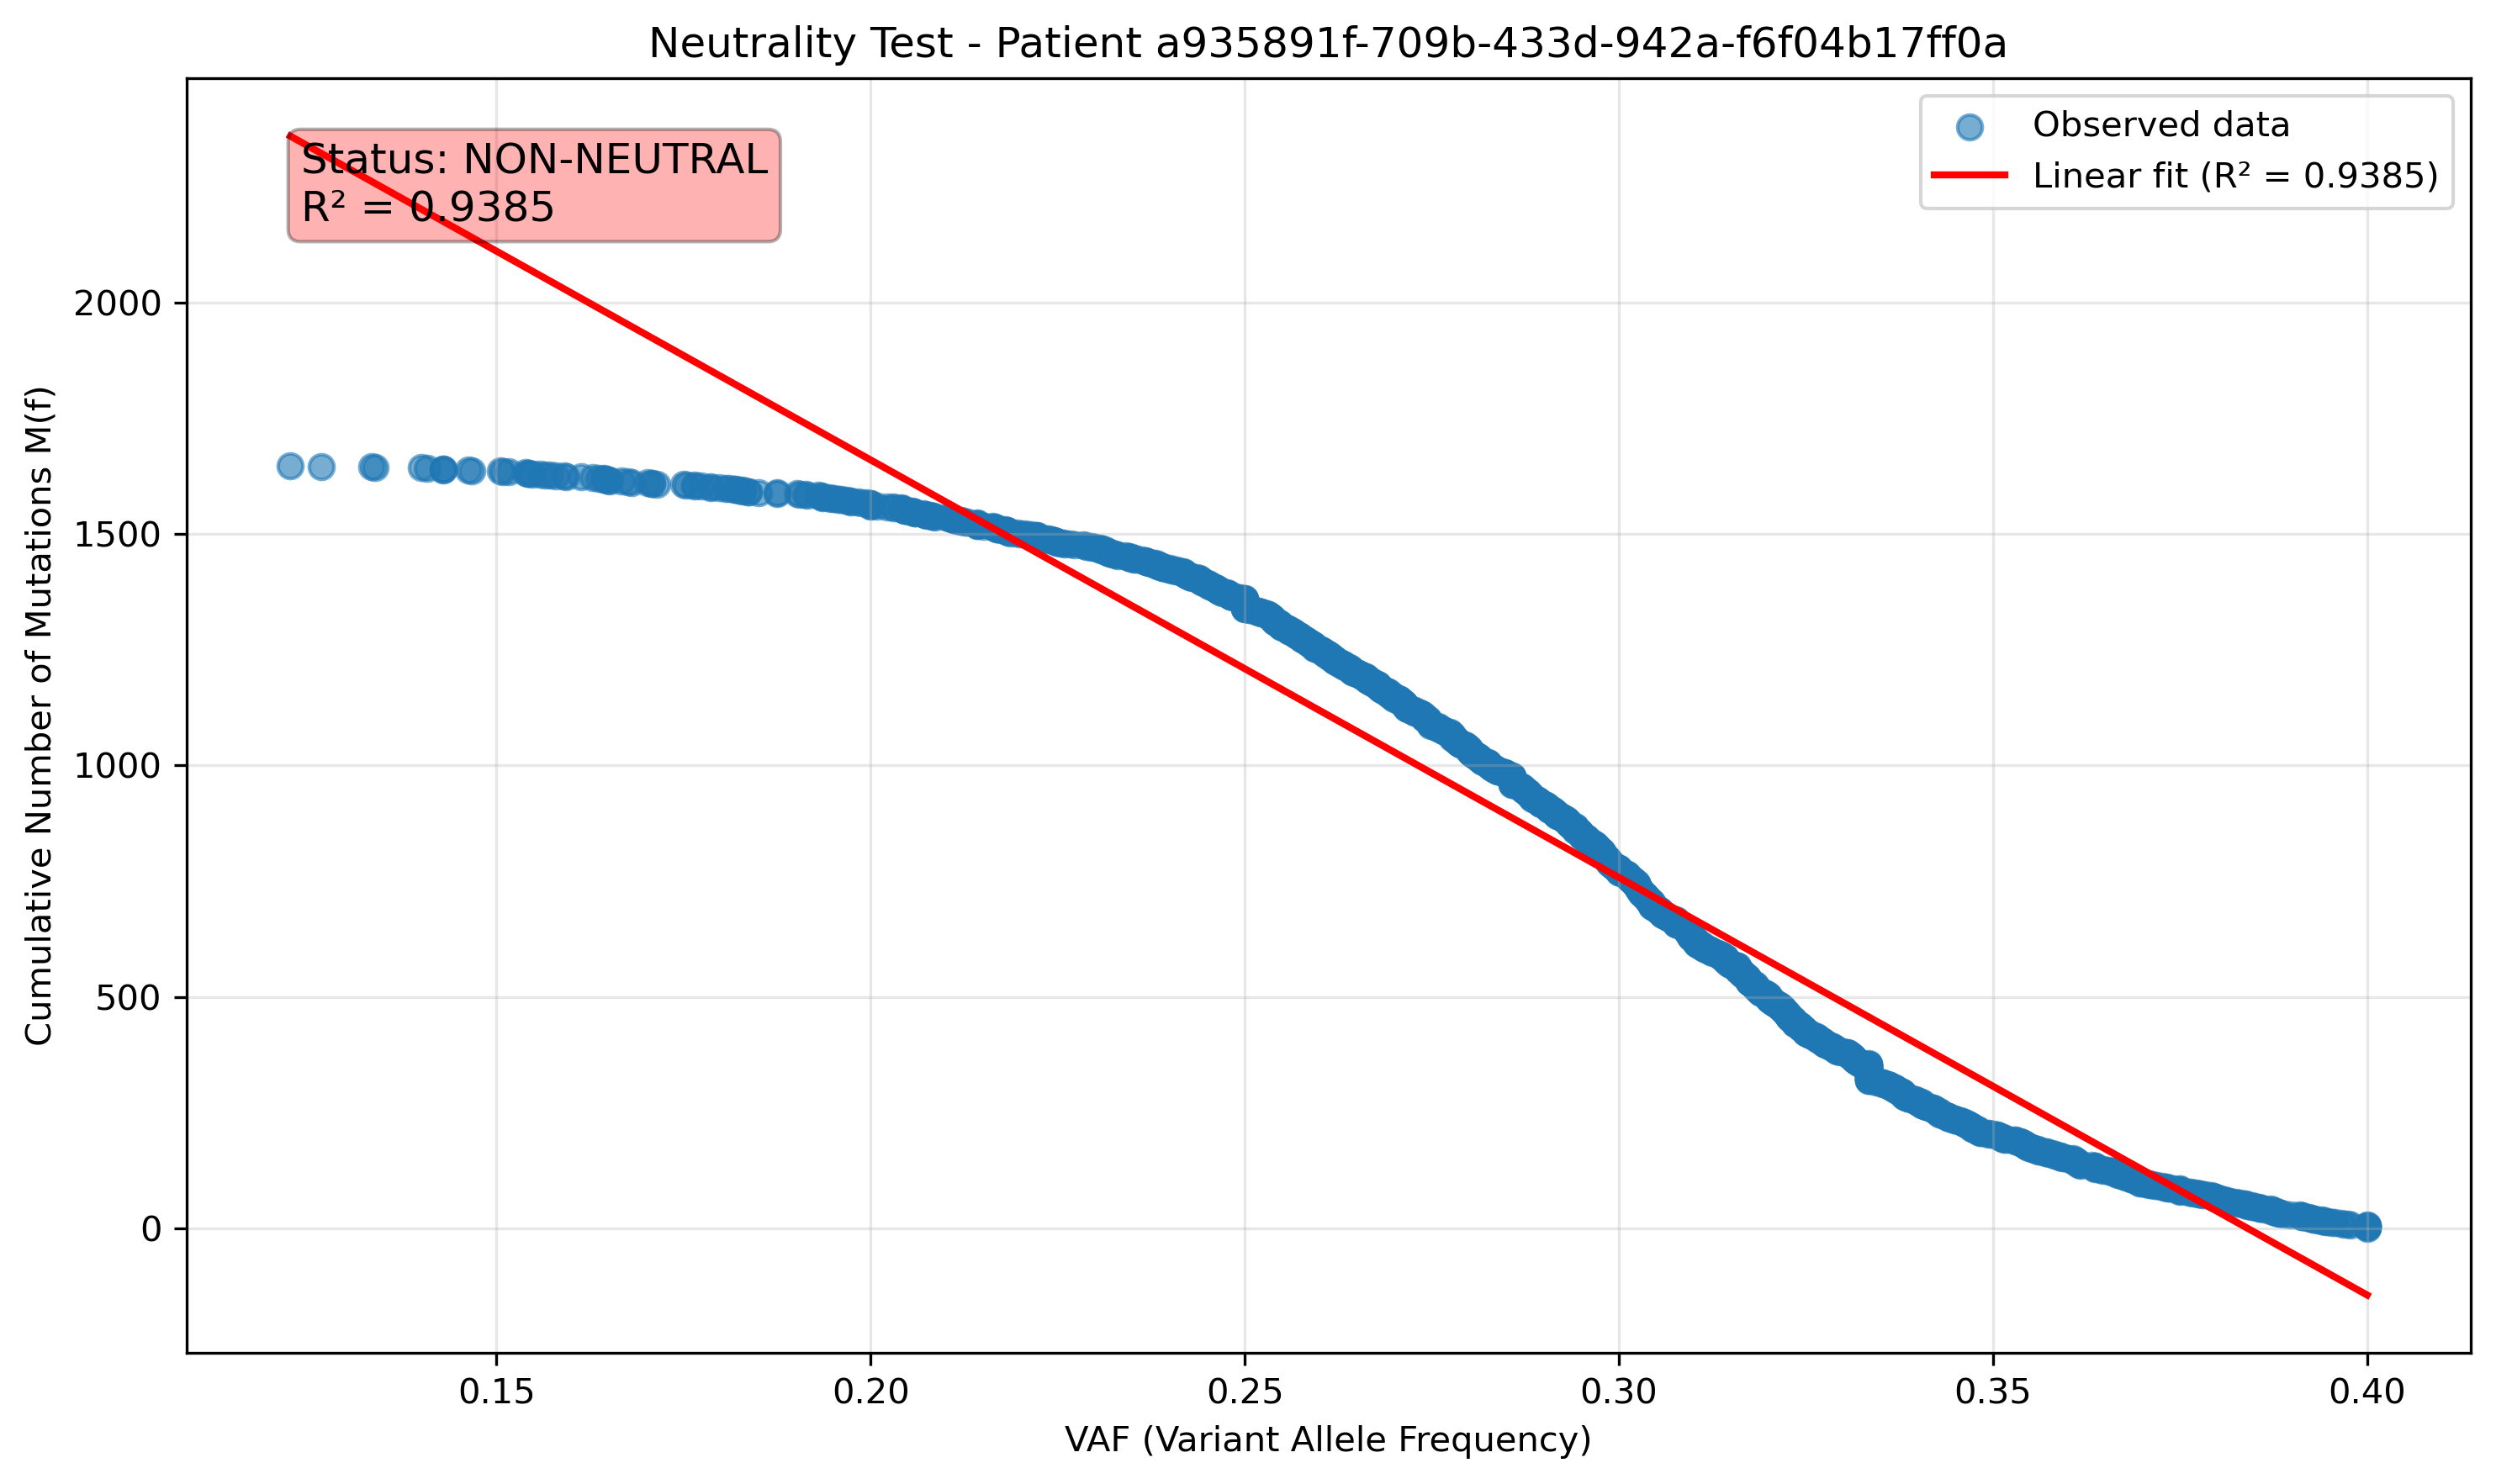 Neutrality Test - Patient a935891f-709b-433d-942a-f6f04b17ff0a
Status: NON-NEUTRAL
R² = 0.9385
Observed data
Linear fit (R² = 0.9385)
Cumulative Number of Mutations M(f)
2000
1500
1000
500
0
0.15
0.20
0.25
0.30
0.35
0.40
VAF (Variant Allele Frequency)